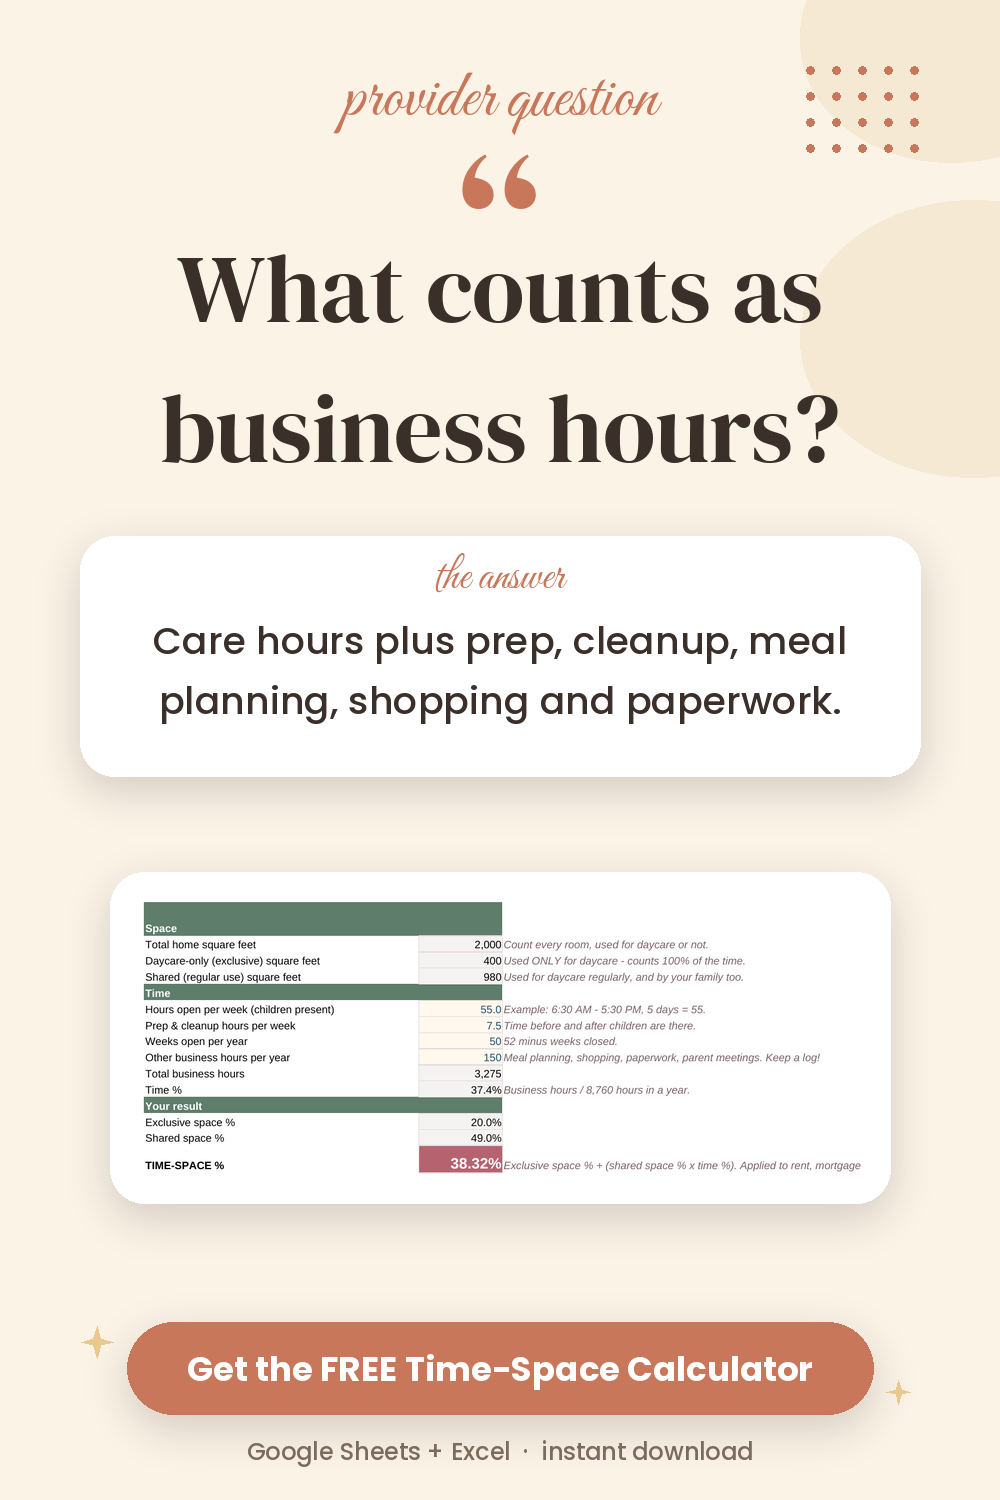 provider question
“
What counts as
business hours?
the answer
Care hours plus prep, cleanup, meal
planning, shopping and paperwork.
Space
Total home square feet 2,000 Count every room, used for daycare or not.
Daycare-only (exclusive) square feet 400 Used ONLY for daycare - counts 100% of the time.
Shared (regular use) square feet 980 Used for daycare regularly, and by your family too.
Time
Hours open per week (children present) 55.0 Example: 6:30 AM - 5:30 PM, 5 days = 55.
Prep & cleanup hours per week 7.5 Time before and after children are there.
Weeks open per year 50 52 minus weeks closed.
Other business hours per year 150 Meal planning, shopping, paperwork, parent meetings. Keep a log!
Total business hours 3,275
Time % 37.4% Business hours / 8,760 hours in a year.
Your result
Exclusive space % 20.0%
Shared space % 49.0%
TIME-SPACE % 38.32% Exclusive space % + (shared space % x time %). Applied to rent, mortgage
Get the FREE Time-Space Calculator
Google Sheets + Excel · instant download